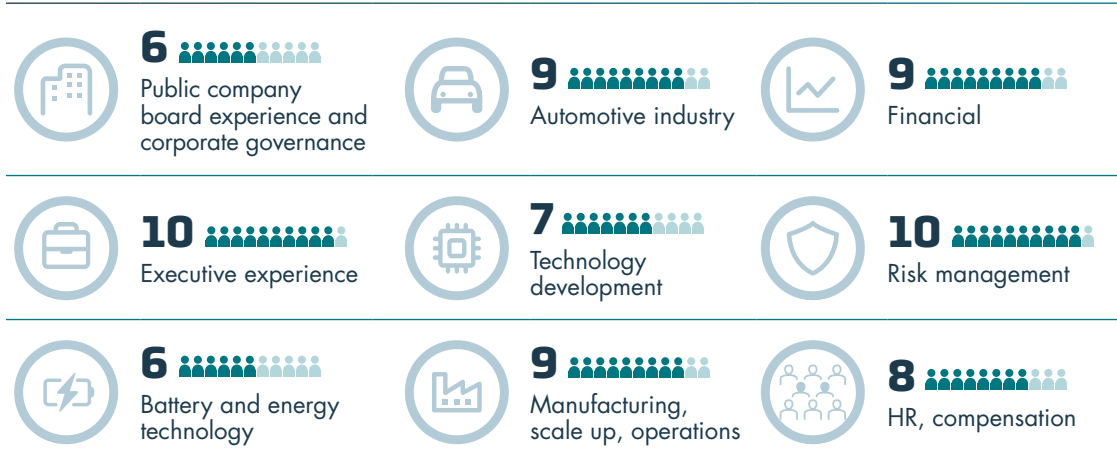 6
Public company
board experience and
corporate governance
9
Automotive industry
9
Financial
10
Executive experience
7
Technology
development
10
Risk management
6
Battery and energy
technology
9
Manufacturing,
scale up, operations
8
HR, compensation